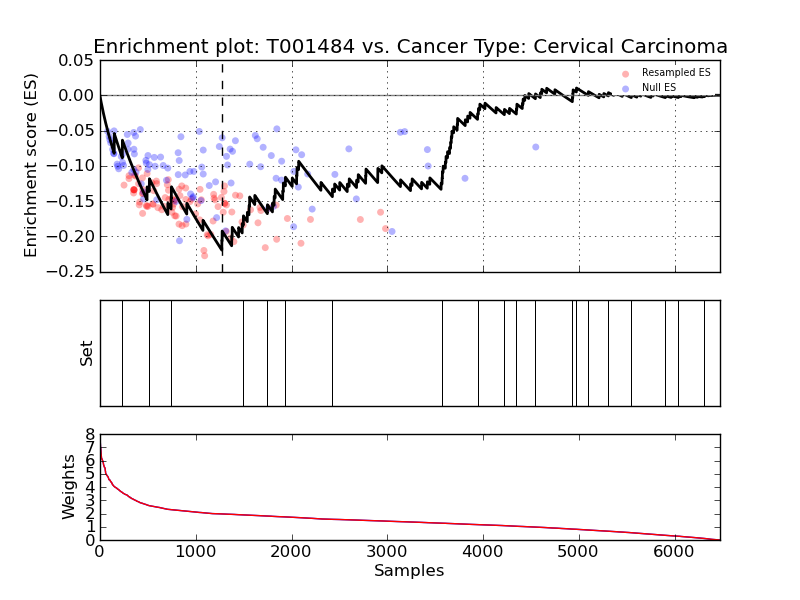 Enrichment plot: T001484 vs. Cancer Type: Cervical Carcinoma
Enrichment score (ES)
0.05
0.00
−0.05
−0.10
−0.15
−0.20
−0.25
Resampled ES
Null ES
Set
Weights
8
7
6
5
4
3
2
1
0
0 1000 2000 3000 4000 5000 6000
Samples